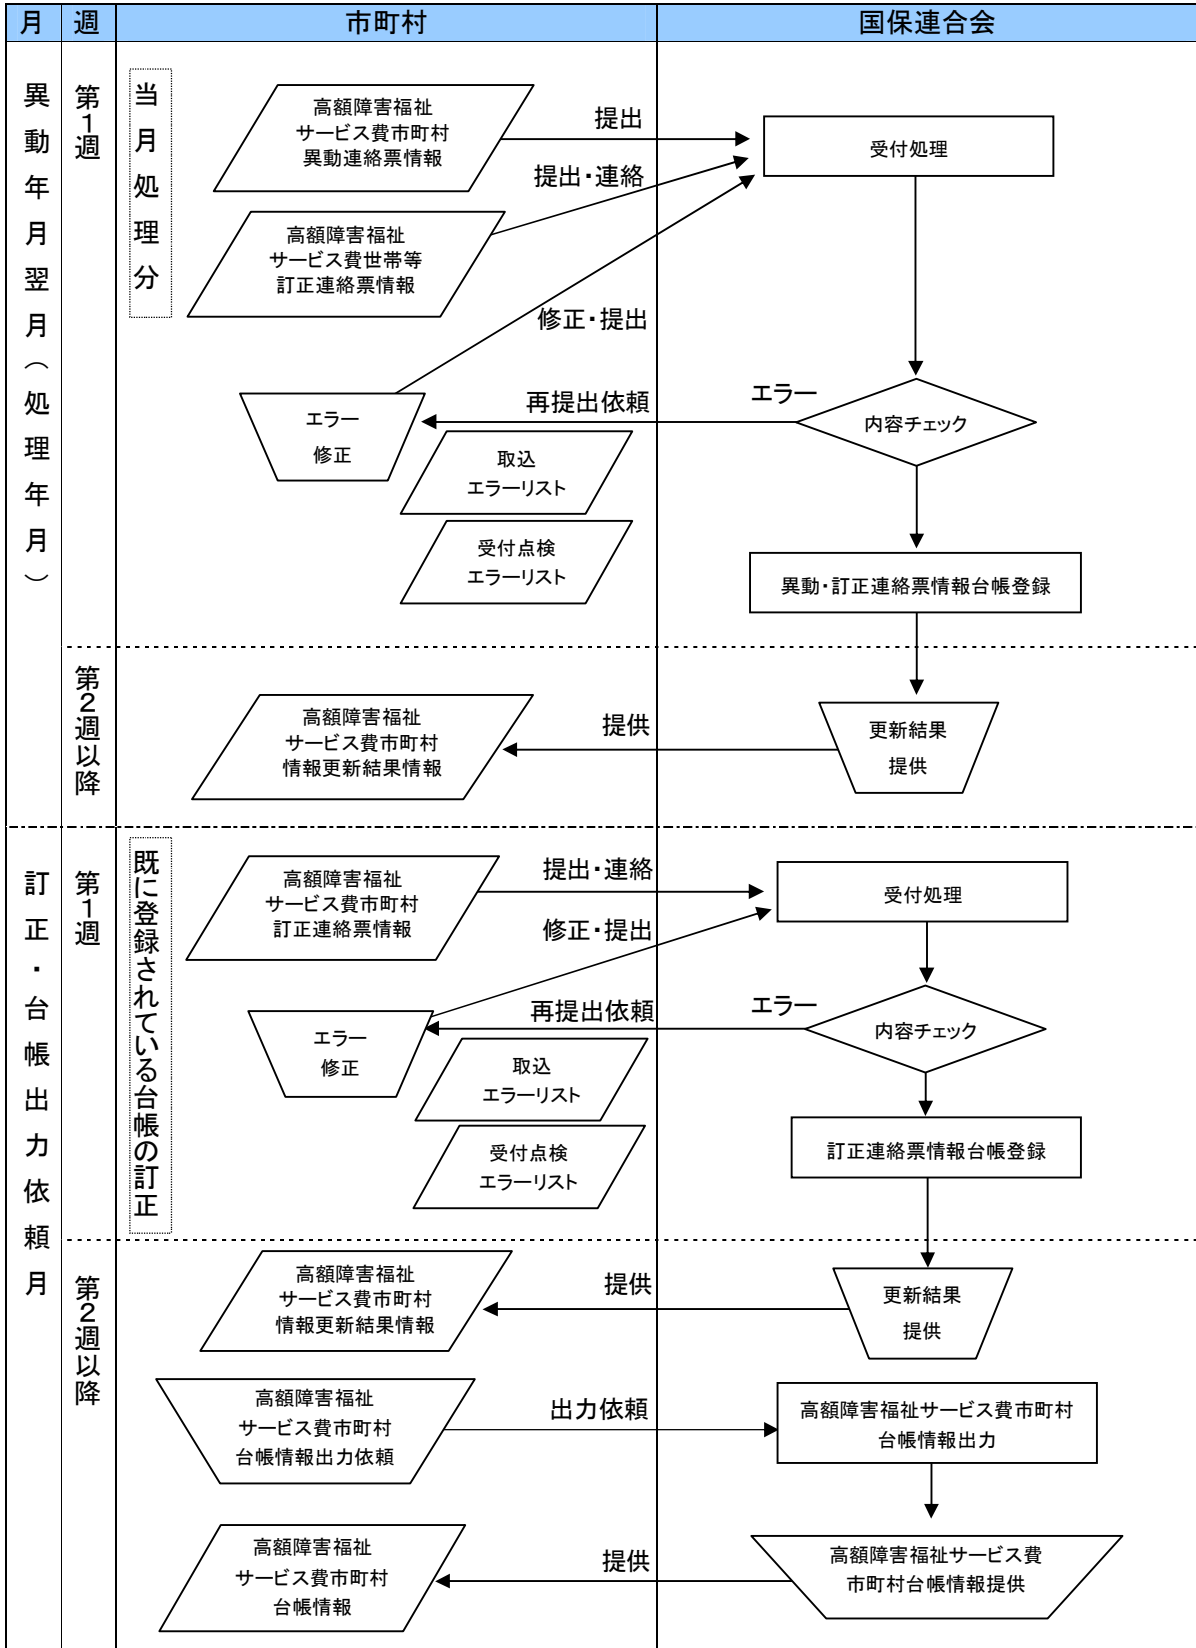 月
週
市町村
国保連合会
異動年月翌月（処理年月）
第1週
当月処理分
高額障害福祉
サービス費市町村
異動連絡票情報
提出
受付処理
提出・連絡
高額障害福祉
サービス費世帯等
訂正連絡票情報
修正・提出
エラー
修正
再提出依頼
エラー
内容チェック
取込
エラーリスト
受付点検
エラーリスト
異動・訂正連絡票情報台帳登録
第2週以降
高額障害福祉
サービス費市町村
情報更新結果情報
提供
更新結果
提供
訂正・台帳出力依頼月
第1週
既に登録されている台帳の訂正
高額障害福祉
サービス費市町村
訂正連絡票情報
提出・連絡
受付処理
修正・提出
エラー
修正
再提出依頼
エラー
内容チェック
取込
エラーリスト
受付点検
エラーリスト
訂正連絡票情報台帳登録
第2週以降
高額障害福祉
サービス費市町村
情報更新結果情報
提供
更新結果
提供
高額障害福祉
サービス費市町村
台帳情報出力依頼
出力依頼
高額障害福祉サービス費市町村
台帳情報出力
高額障害福祉
サービス費市町村
台帳情報
提供
高額障害福祉サービス費
市町村台帳情報提供